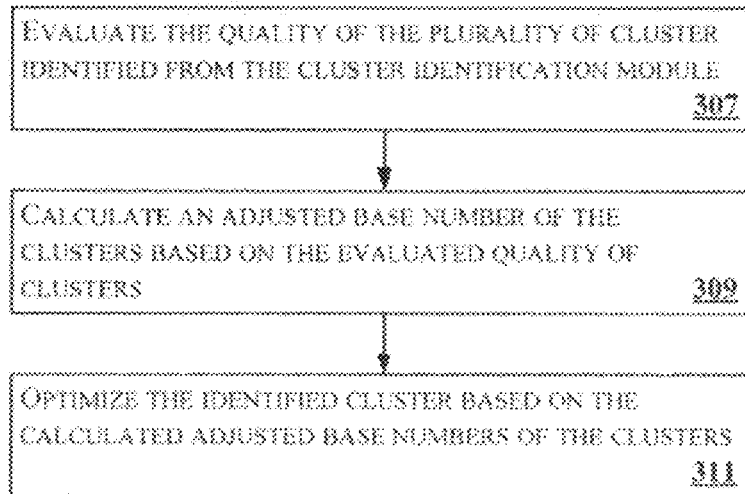 EVALUATE THE QUALITY OF THE PLURALITY OF CLUSTER
IDENTIFIED FROM THE CLUSTER IDENTIFICATION MODULE
307
CALCULATE AN ADJUSTED BASE NUMBER OF THE
CLUSTERS BASED ON THE EVALUATED QUALITY OF
CLUSTERS
309
OPTIMIZE THE IDENTIFIED CLUSTER BASED ON THE
CALCULATED ADJUSTED BASE NUMBERS OF THE CLUSTERS
311